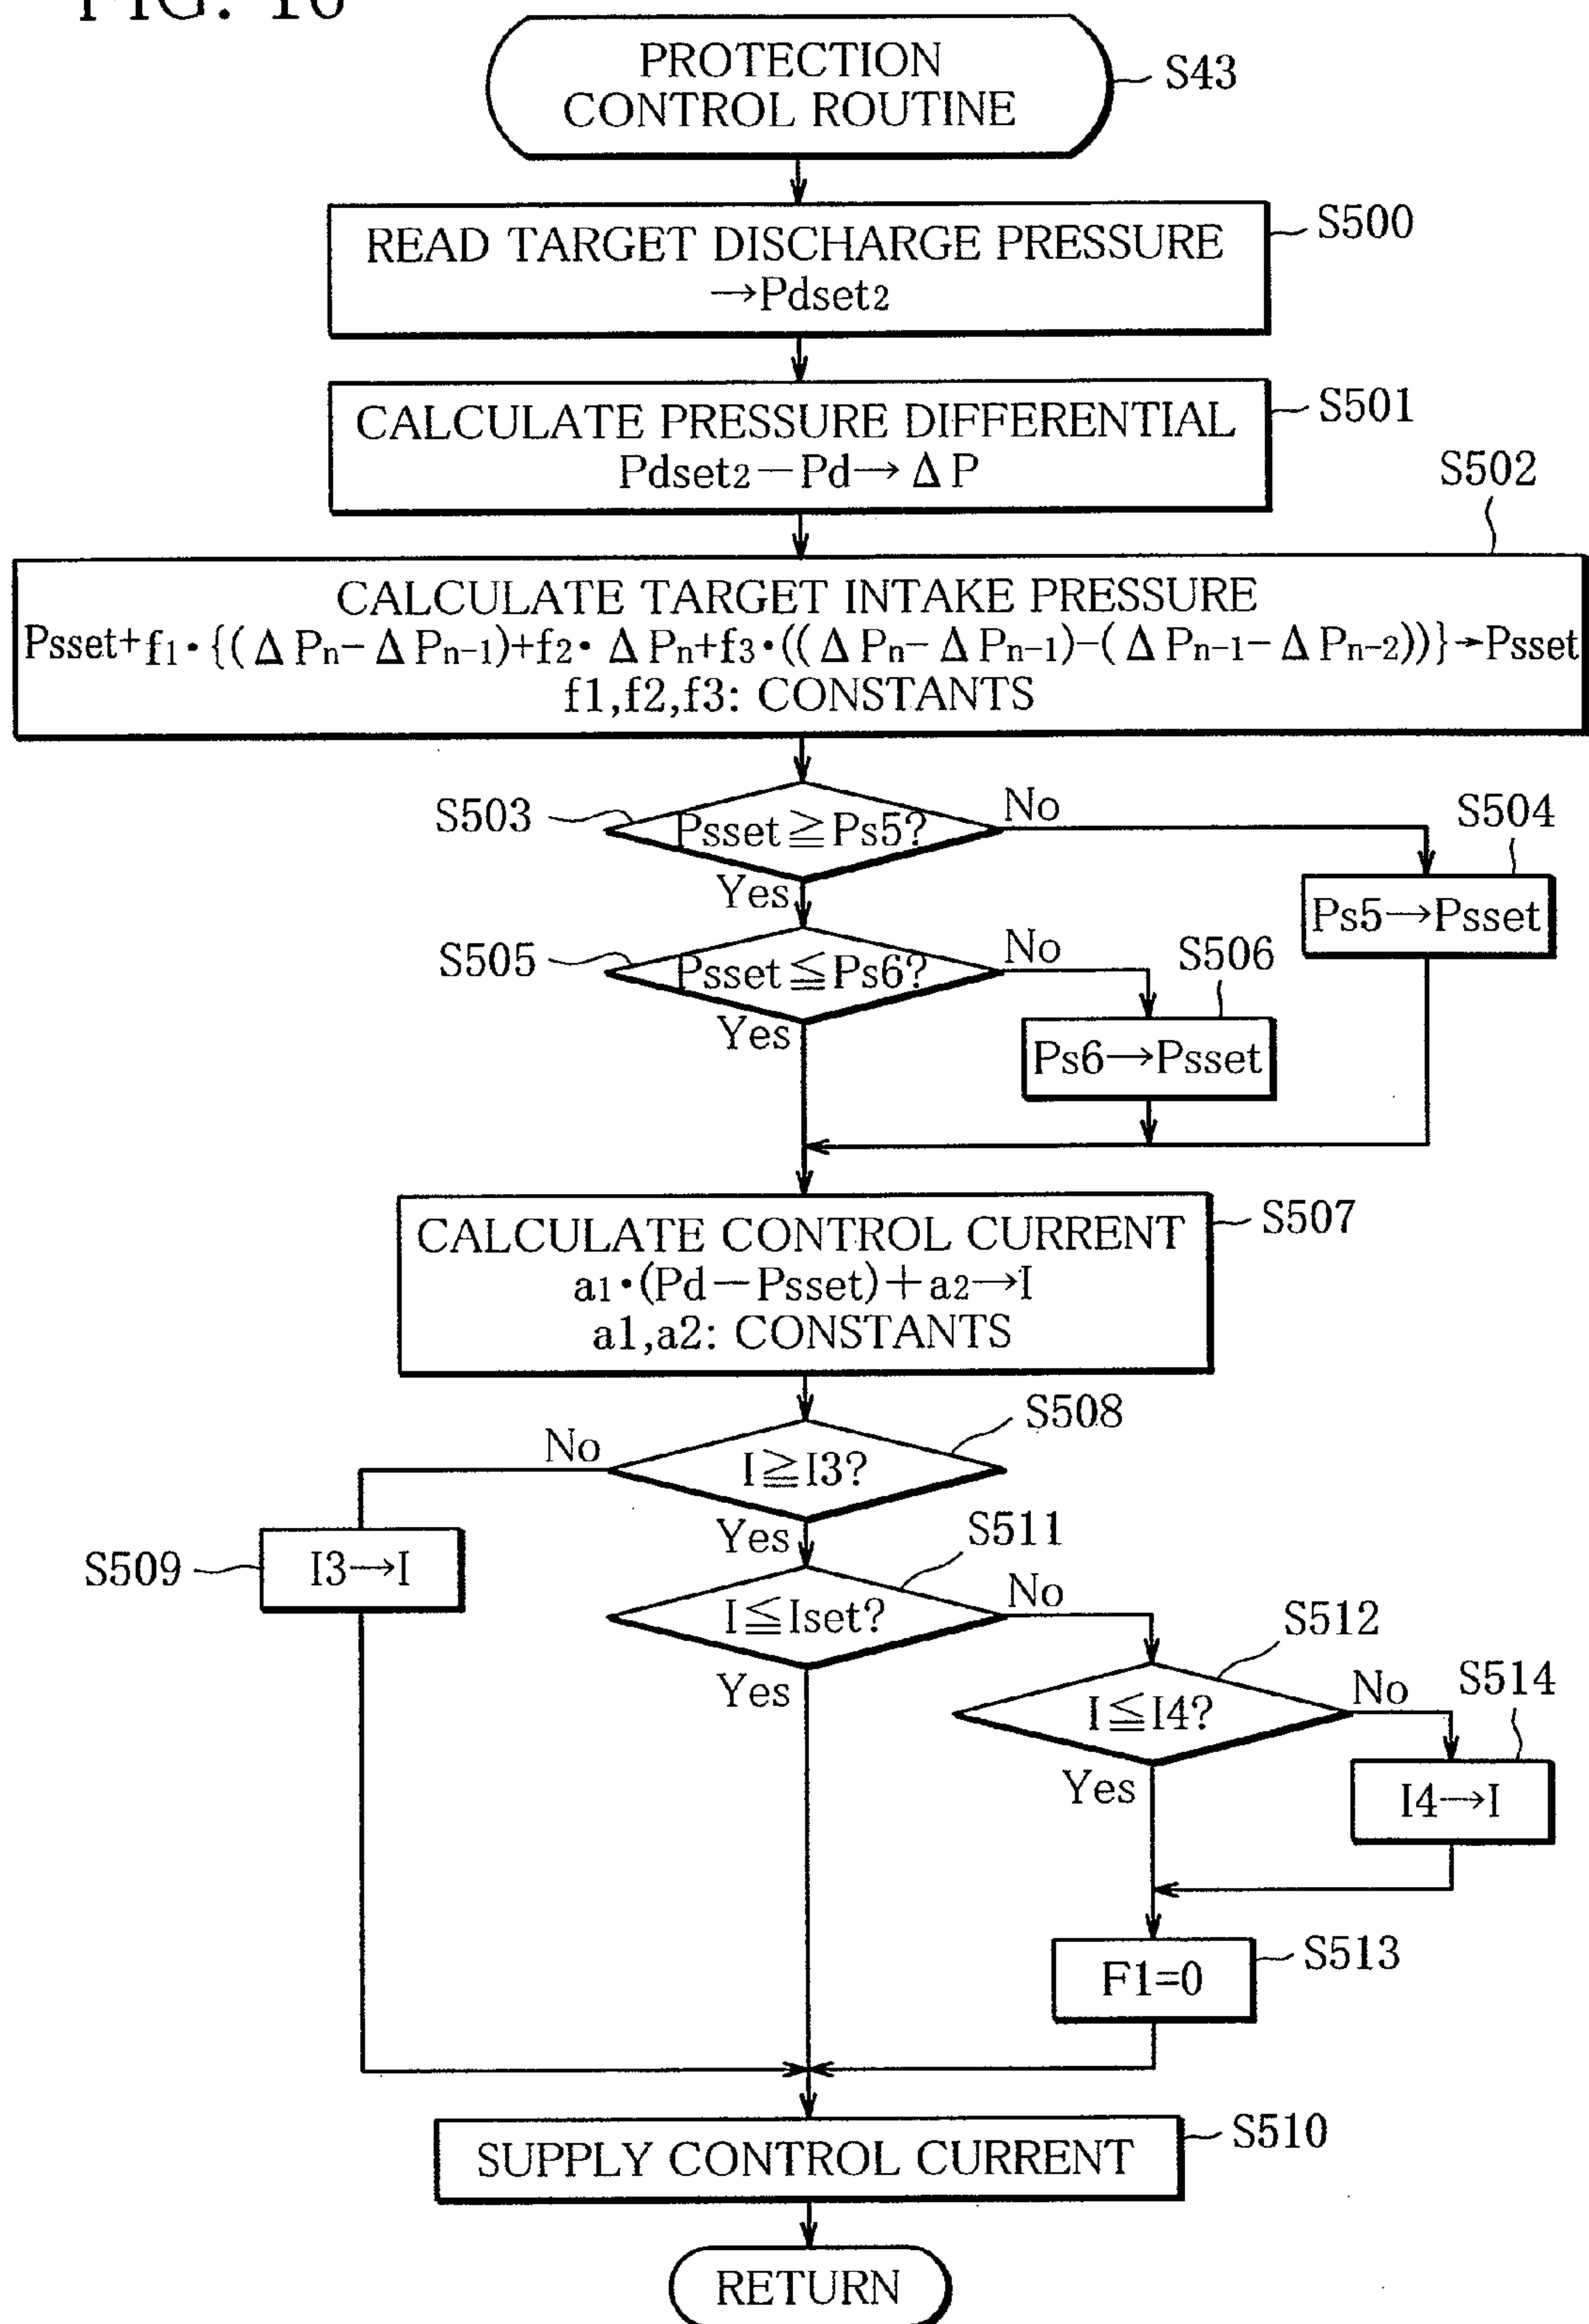 FIG. 16
PROTECTION
CONTROL ROUTINE
S43
READ TARGET DISCHARGE PRESSURE
→Pdset2
S500
CALCULATE PRESSURE DIFFERENTIAL
Pdset2−Pd→ΔP
S501
S502
CALCULATE TARGET INTAKE PRESSURE
Psset+f1・{(ΔPn−ΔPn-1)+f2・ΔPn+f3・((ΔPn−ΔPn-1)−(ΔPn-1−ΔPn-2))}→Psset
f1,f2,f3: CONSTANTS
S503
Psset≧Ps5?
No
Yes
S504
Ps5→Psset
S505
Psset≦Ps6?
No
Yes
S506
Ps6→Psset
CALCULATE CONTROL CURRENT
a1・(Pd−Psset)+a2→I
a1,a2: CONSTANTS
S507
S508
I≧I3?
No
Yes
S509
I3→I
S511
I≦Iset?
No
Yes
S512
I≦I4?
No
Yes
S514
I4→I
F1=0
S513
SUPPLY CONTROL CURRENT
S510
RETURN